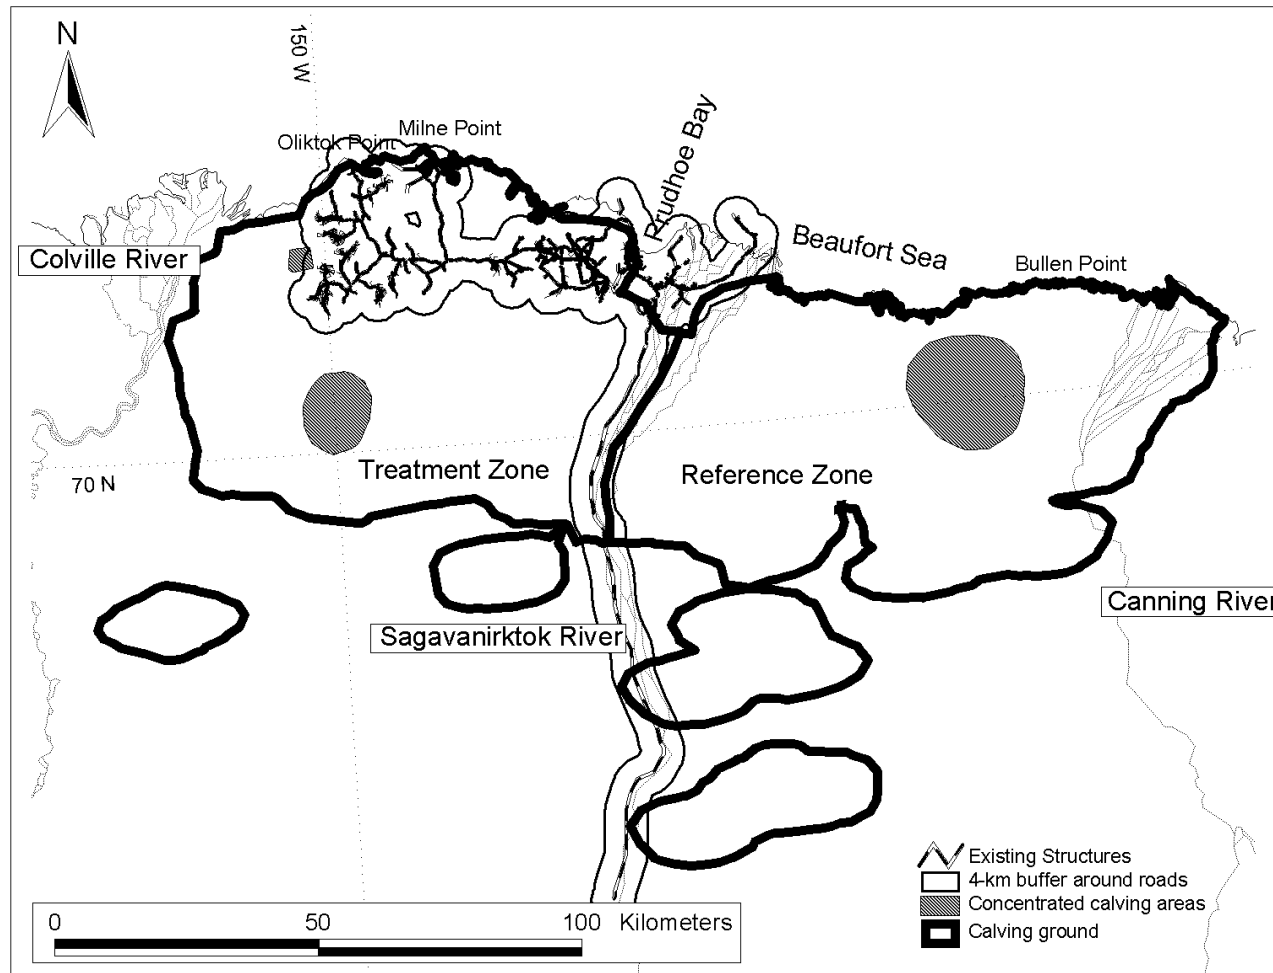 N
150 W
Oliktok Point
Milne Point
Prudhoe Bay
Beaufort Sea
Bullen Point
Colville River
70 N
Treatment Zone
Reference Zone
Canning River
Sagavanirktok River
Existing Structures
4-km buffer around roads
Concentrated calving areas
Calving ground
0 50 100 Kilometers